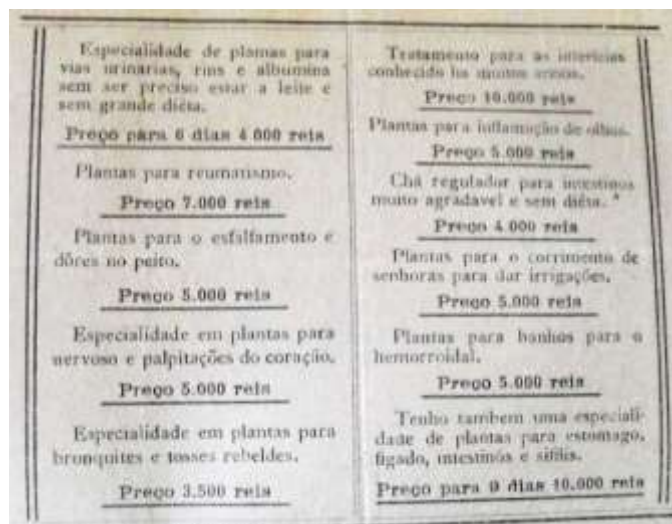 Especialidade de plantas para
vias urinarias, rins e albumina
sem ser preciso estar a leite e
sem grande diéta.
Preço para 6 dias 4.000 reis
Plantas para reumatismo.
Preço 7.000 reis
Plantas para o esfalfamento e
dôres no peito.
Preço 5.000 reis
Especialidade em plantas para
nervoso e palpitações do coração.
Preço 5.000 reis
Especialidade em plantas para
bronquites e tosses rebeldes.
Preço 3.500 reis
Tratamento para as ictericias
conhecido ha muitos anos.
Preço 10.000 reis
Plantas para inflamação de olhos.
Preço 5.000 reis
Chá regulador para intestinos
muito agradavel e sem diéta.
Preço 4.000 reis
Plantas para o corrimento de
senhoras para dar irrigações.
Preço 5.000 reis
Plantas para banhos para o
hemorroidal.
Preço 5.000 reis
Tenho tambem uma especiali-
dade de plantas para estomago,
figado, intestinos e sifilis.
Preço para 9 dias 10.000 reis